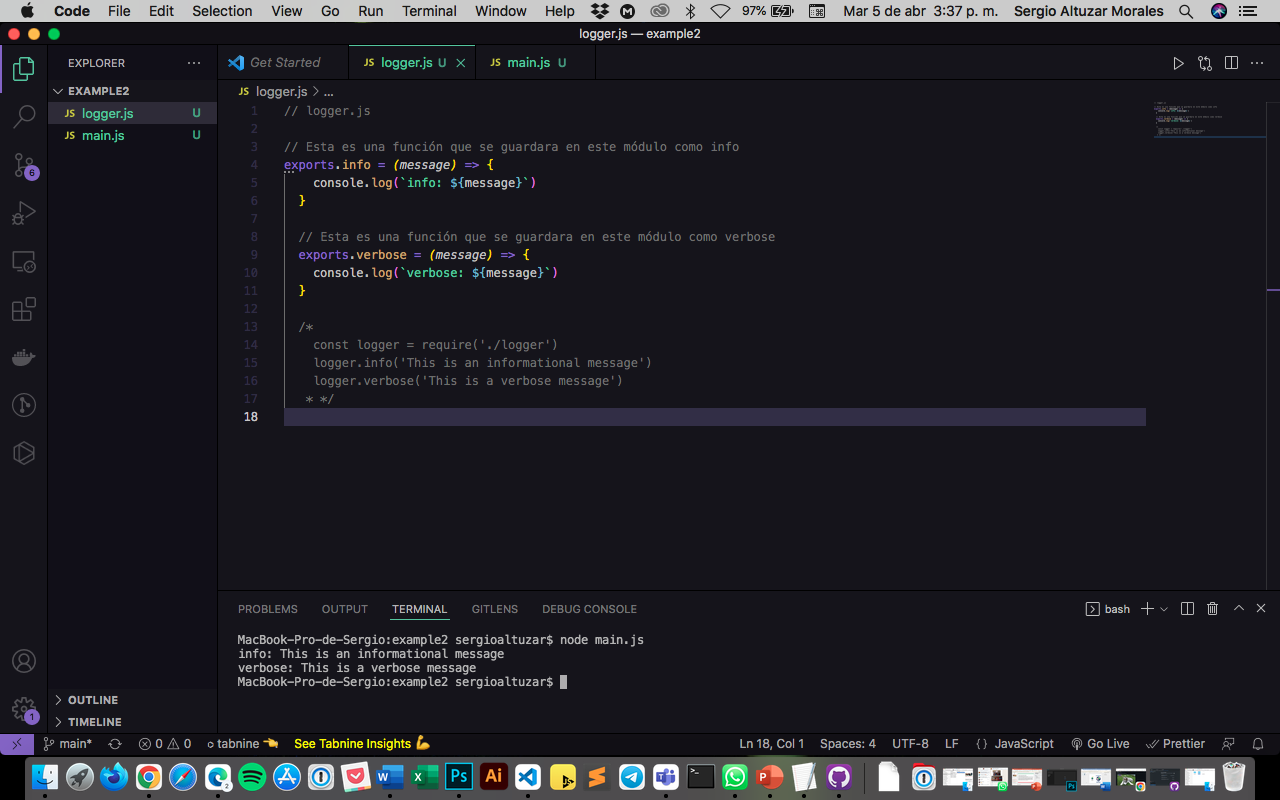 Code File Edit Selection View Go Run Terminal Window Help 97% Mar 5 de abr 3:37 p. m. Sergio Altuzar Morales
logger.js — example2
EXPLORER ···
EXAMPLE2
JS logger.js U
JS main.js U
6
Get Started JS logger.js U JS main.js U
JS logger.js > ...
1 // logger.js
2
3 // Esta es una función que se guardara en este módulo como info
4 exports.info = (message) => {
5 console.log(`info: ${message}`)
6 }
7
8 // Esta es una función que se guardara en este módulo como verbose
9 exports.verbose = (message) => {
10 console.log(`verbose: ${message}`)
11 }
12
13 /*
14 const logger = require('./logger')
15 logger.info('This is an informational message')
16 logger.verbose('This is a verbose message')
17 * */
18
PROBLEMS OUTPUT TERMINAL GITLENS DEBUG CONSOLE bash
MacBook-Pro-de-Sergio:example2 sergioaltuzar$ node main.js
info: This is an informational message
verbose: This is a verbose message
MacBook-Pro-de-Sergio:example2 sergioaltuzar$
OUTLINE
TIMELINE
1
main* 0 0 tabnine 👈 See Tabnine Insights 💪 Ln 18, Col 1 Spaces: 4 UTF-8 LF {} JavaScript Go Live Prettier
2 W X Ps Ai P